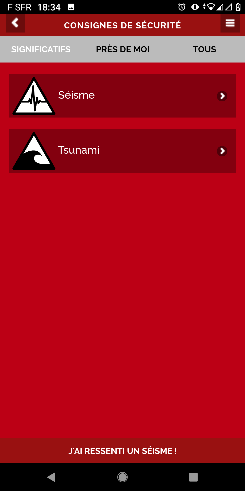 F SFR 18:34
CONSIGNES DE SÉCURITÉ
SIGNIFICATIFS PRÈS DE MOI TOUS
Séisme
Tsunami
J'AI RESSENTI UN SÉISME !